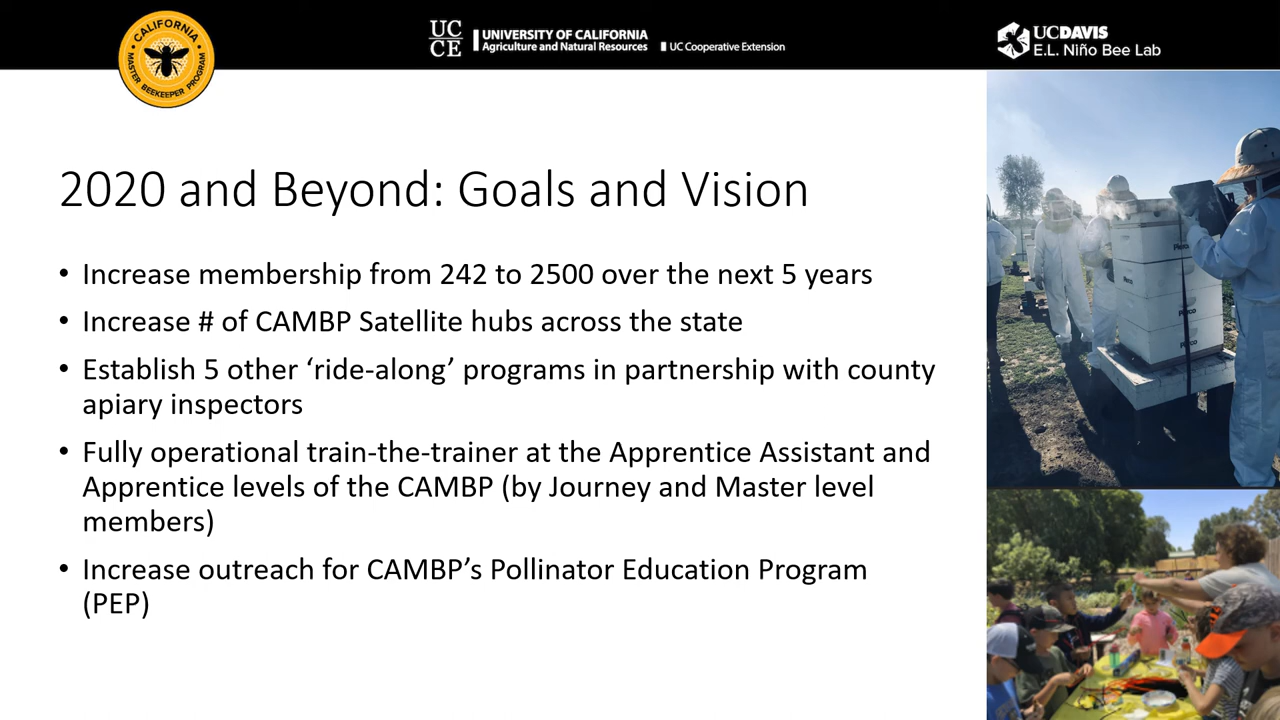 CALIFORNIA
MASTER BEEKEEPER PROGRAM
UC
CE
UNIVERSITY OF CALIFORNIA
Agriculture and Natural Resources
UC Cooperative Extension
UCDAVIS
E.L. Niño Bee Lab
2020 and Beyond: Goals and Vision
• Increase membership from 242 to 2500 over the next 5 years
• Increase # of CAMBP Satellite hubs across the state
• Establish 5 other ‘ride-along’ programs in partnership with county
apiary inspectors
• Fully operational train-the-trainer at the Apprentice Assistant and
Apprentice levels of the CAMBP (by Journey and Master level
members)
• Increase outreach for CAMBP’s Pollinator Education Program
(PEP)
Pierco
Pierco
Pierco